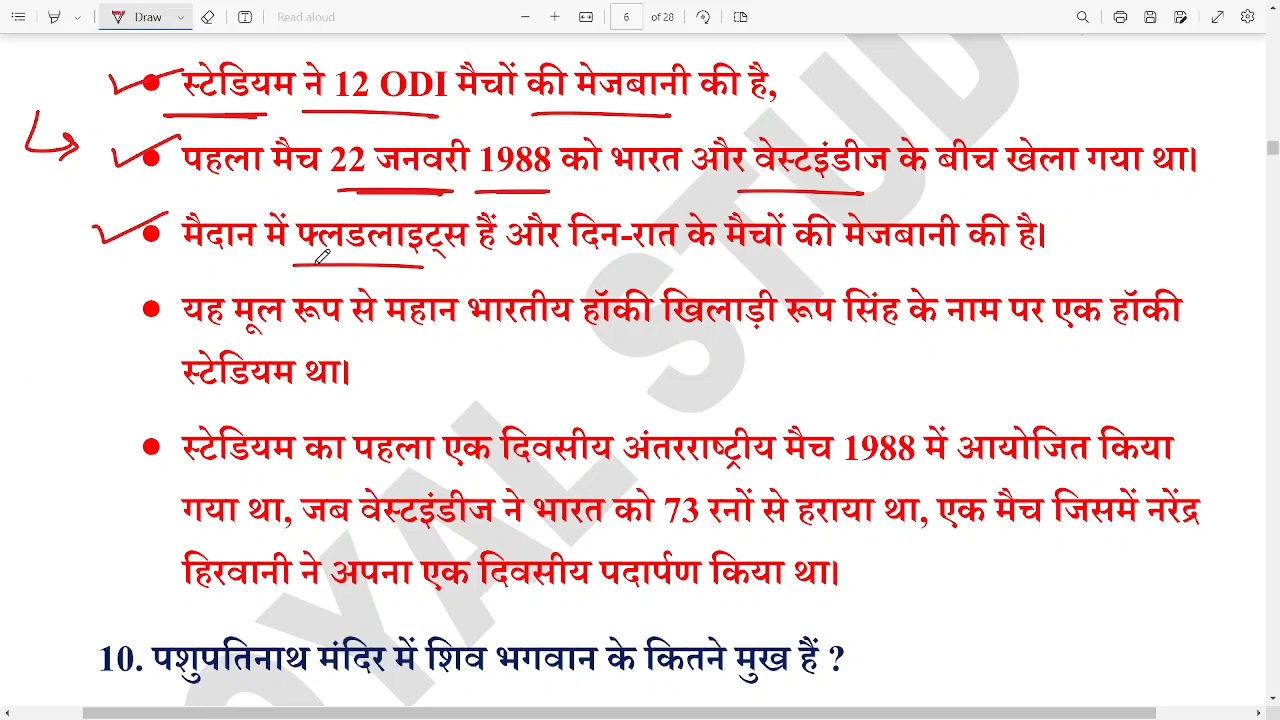 Draw
Read aloud
6 of 28
स्टेडियम ने 12 ODI मैचों की मेजबानी की है,
पहला मैच 22 जनवरी 1988 को भारत और वेस्टइंडीज के बीच खेला गया था।
मैदान में फ्लडलाइट्स हैं और दिन-रात के मैचों की मेजबानी की है।
यह मूल रूप से महान भारतीय हॉकी खिलाड़ी रूप सिंह के नाम पर एक हॉकी
स्टेडियम था।
स्टेडियम का पहला एक दिवसीय अंतरराष्ट्रीय मैच 1988 में आयोजित किया
गया था, जब वेस्टइंडीज ने भारत को 73 रनों से हराया था, एक मैच जिसमें नरेंद्र
हिरवानी ने अपना एक दिवसीय पदार्पण किया था।
10. पशुपतिनाथ मंदिर में शिव भगवान के कितने मुख हैं ?
OYAL STUD